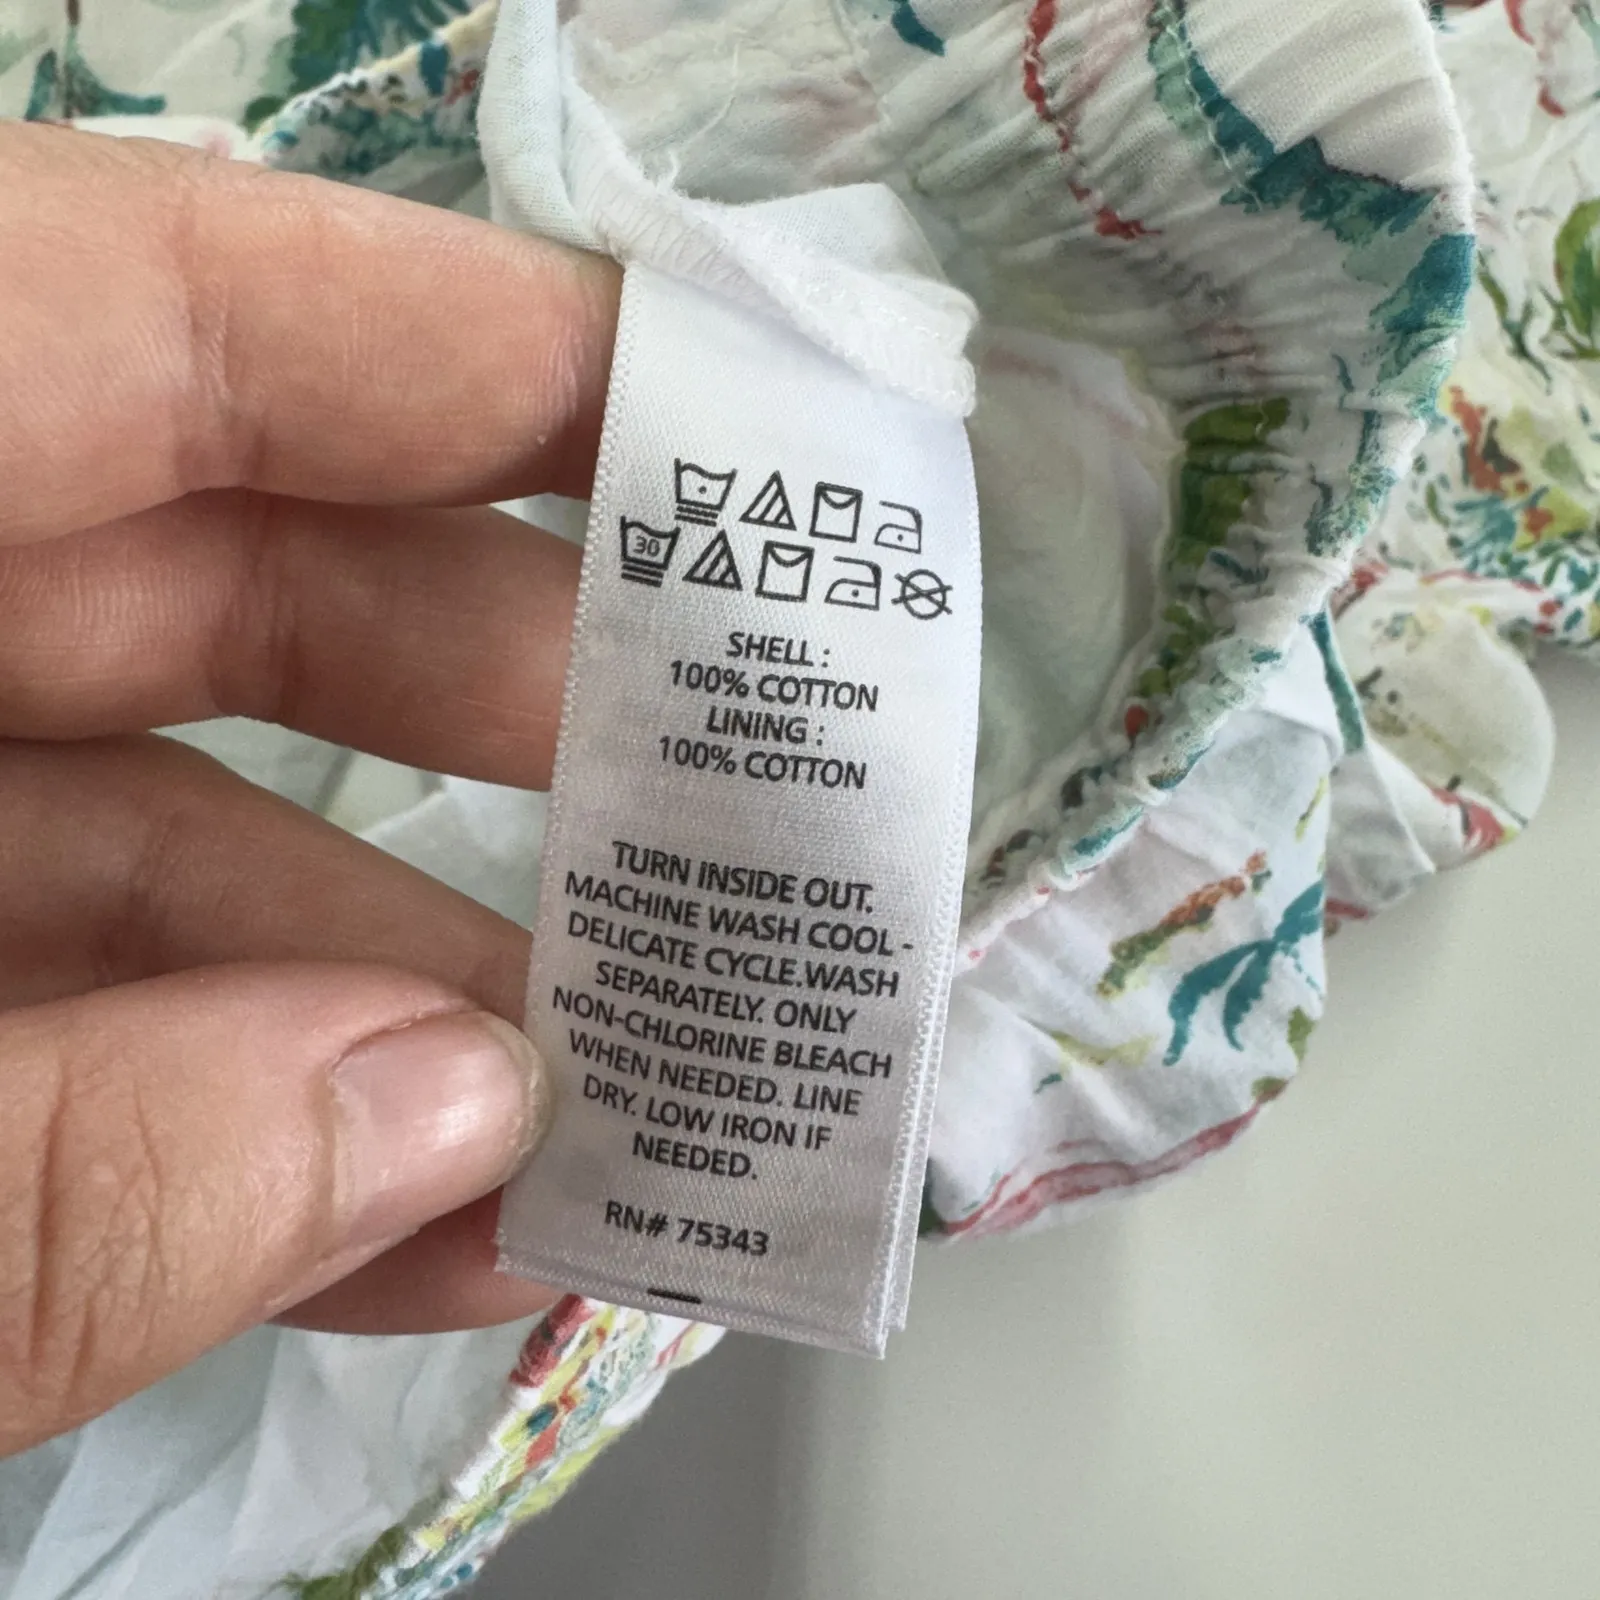 30
SHELL :
100% COTTON
LINING :
100% COTTON
TURN INSIDE OUT.
MACHINE WASH COOL -
DELICATE CYCLE.WASH
SEPARATELY. ONLY
NON-CHLORINE BLEACH
WHEN NEEDED. LINE
DRY. LOW IRON IF
NEEDED.
RN# 75343